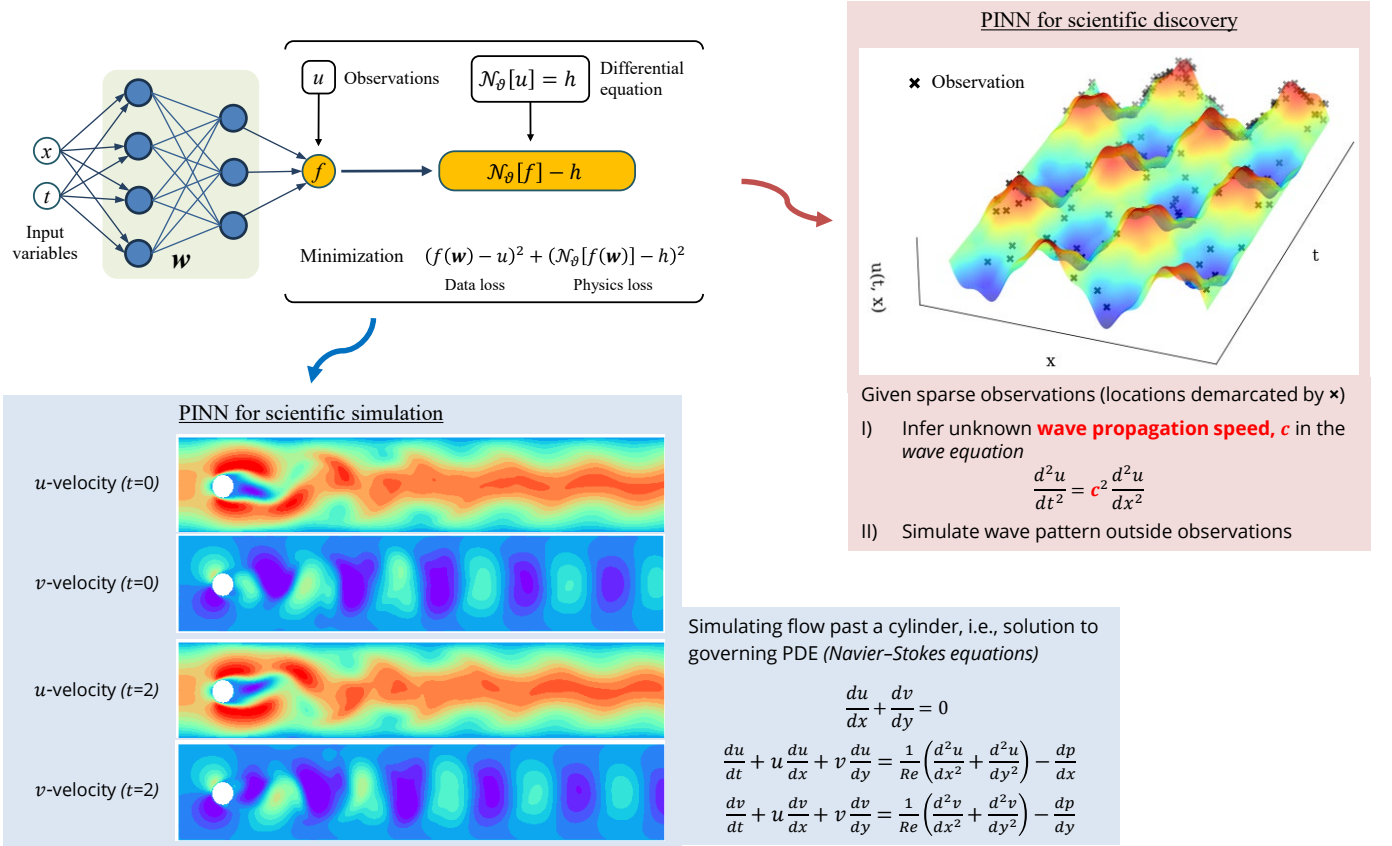 x
t
Input
variables
𝒘
u
Observations
𝒩_ϑ[u] = h
Differential
equation
f
𝒩_ϑ[f] − h
Minimization (f(𝒘) − u)² + (𝒩_ϑ[f(𝒘)] − h)²
Data loss Physics loss
PINN for scientific discovery
× Observation
u(t, x)
x
t
Given sparse observations (locations demarcated by ×)
I) Infer unknown wave propagation speed, c in the
wave equation
d²u/dt² = c² d²u/dx²
II) Simulate wave pattern outside observations
PINN for scientific simulation
u-velocity (t=0)
v-velocity (t=0)
u-velocity (t=2)
v-velocity (t=2)
Simulating flow past a cylinder, i.e., solution to
governing PDE (Navier–Stokes equations)
du/dx + dv/dy = 0
du/dt + u du/dx + v du/dy = 1/Re (d²u/dx² + d²u/dy²) − dp/dx
dv/dt + u dv/dx + v dv/dy = 1/Re (d²v/dx² + d²v/dy²) − dp/dy